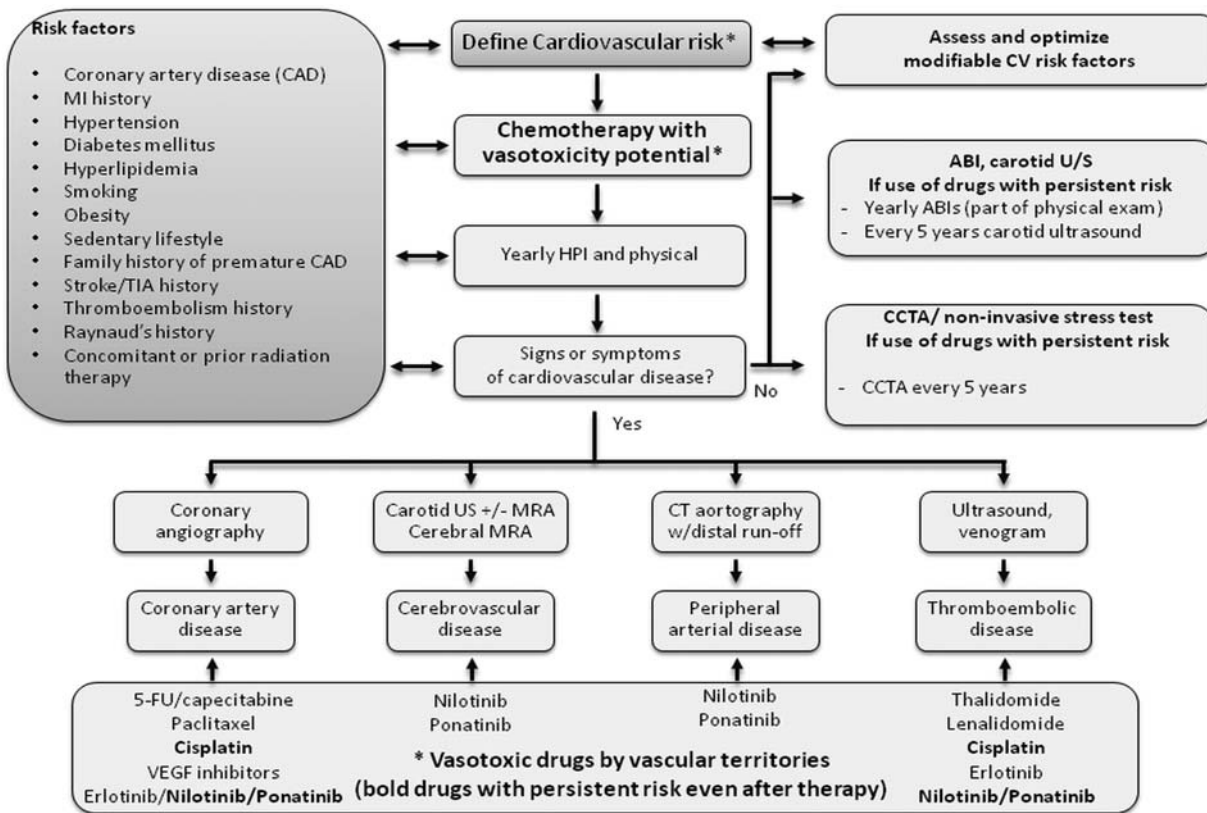 Risk factors
• Coronary artery disease (CAD)
• MI history
• Hypertension
• Diabetes mellitus
• Hyperlipidemia
• Smoking
• Obesity
• Sedentary lifestyle
• Family history of premature CAD
• Stroke/TIA history
• Thromboembolism history
• Raynaud's history
• Concomitant or prior radiation
therapy
Define Cardiovascular risk*
Chemotherapy with
vasotoxicity potential*
Yearly HPI and physical
Signs or symptoms
of cardiovascular disease?
No
Yes
Assess and optimize
modifiable CV risk factors
ABI, carotid U/S
If use of drugs with persistent risk
- Yearly ABIs (part of physical exam)
- Every 5 years carotid ultrasound
CCTA/ non-invasive stress test
If use of drugs with persistent risk
- CCTA every 5 years
Coronary
angiography
Carotid US +/- MRA
Cerebral MRA
CT aortography
w/distal run-off
Ultrasound,
venogram
Coronary artery
disease
Cerebrovascular
disease
Peripheral
arterial disease
Thromboembolic
disease
5-FU/capecitabine
Paclitaxel
Cisplatin
VEGF inhibitors
Erlotinib/Nilotinib/Ponatinib
Nilotinib
Ponatinib
Nilotinib
Ponatinib
Thalidomide
Lenalidomide
Cisplatin
Erlotinib
Nilotinib/Ponatinib
* Vasotoxic drugs by vascular territories
(bold drugs with persistent risk even after therapy)